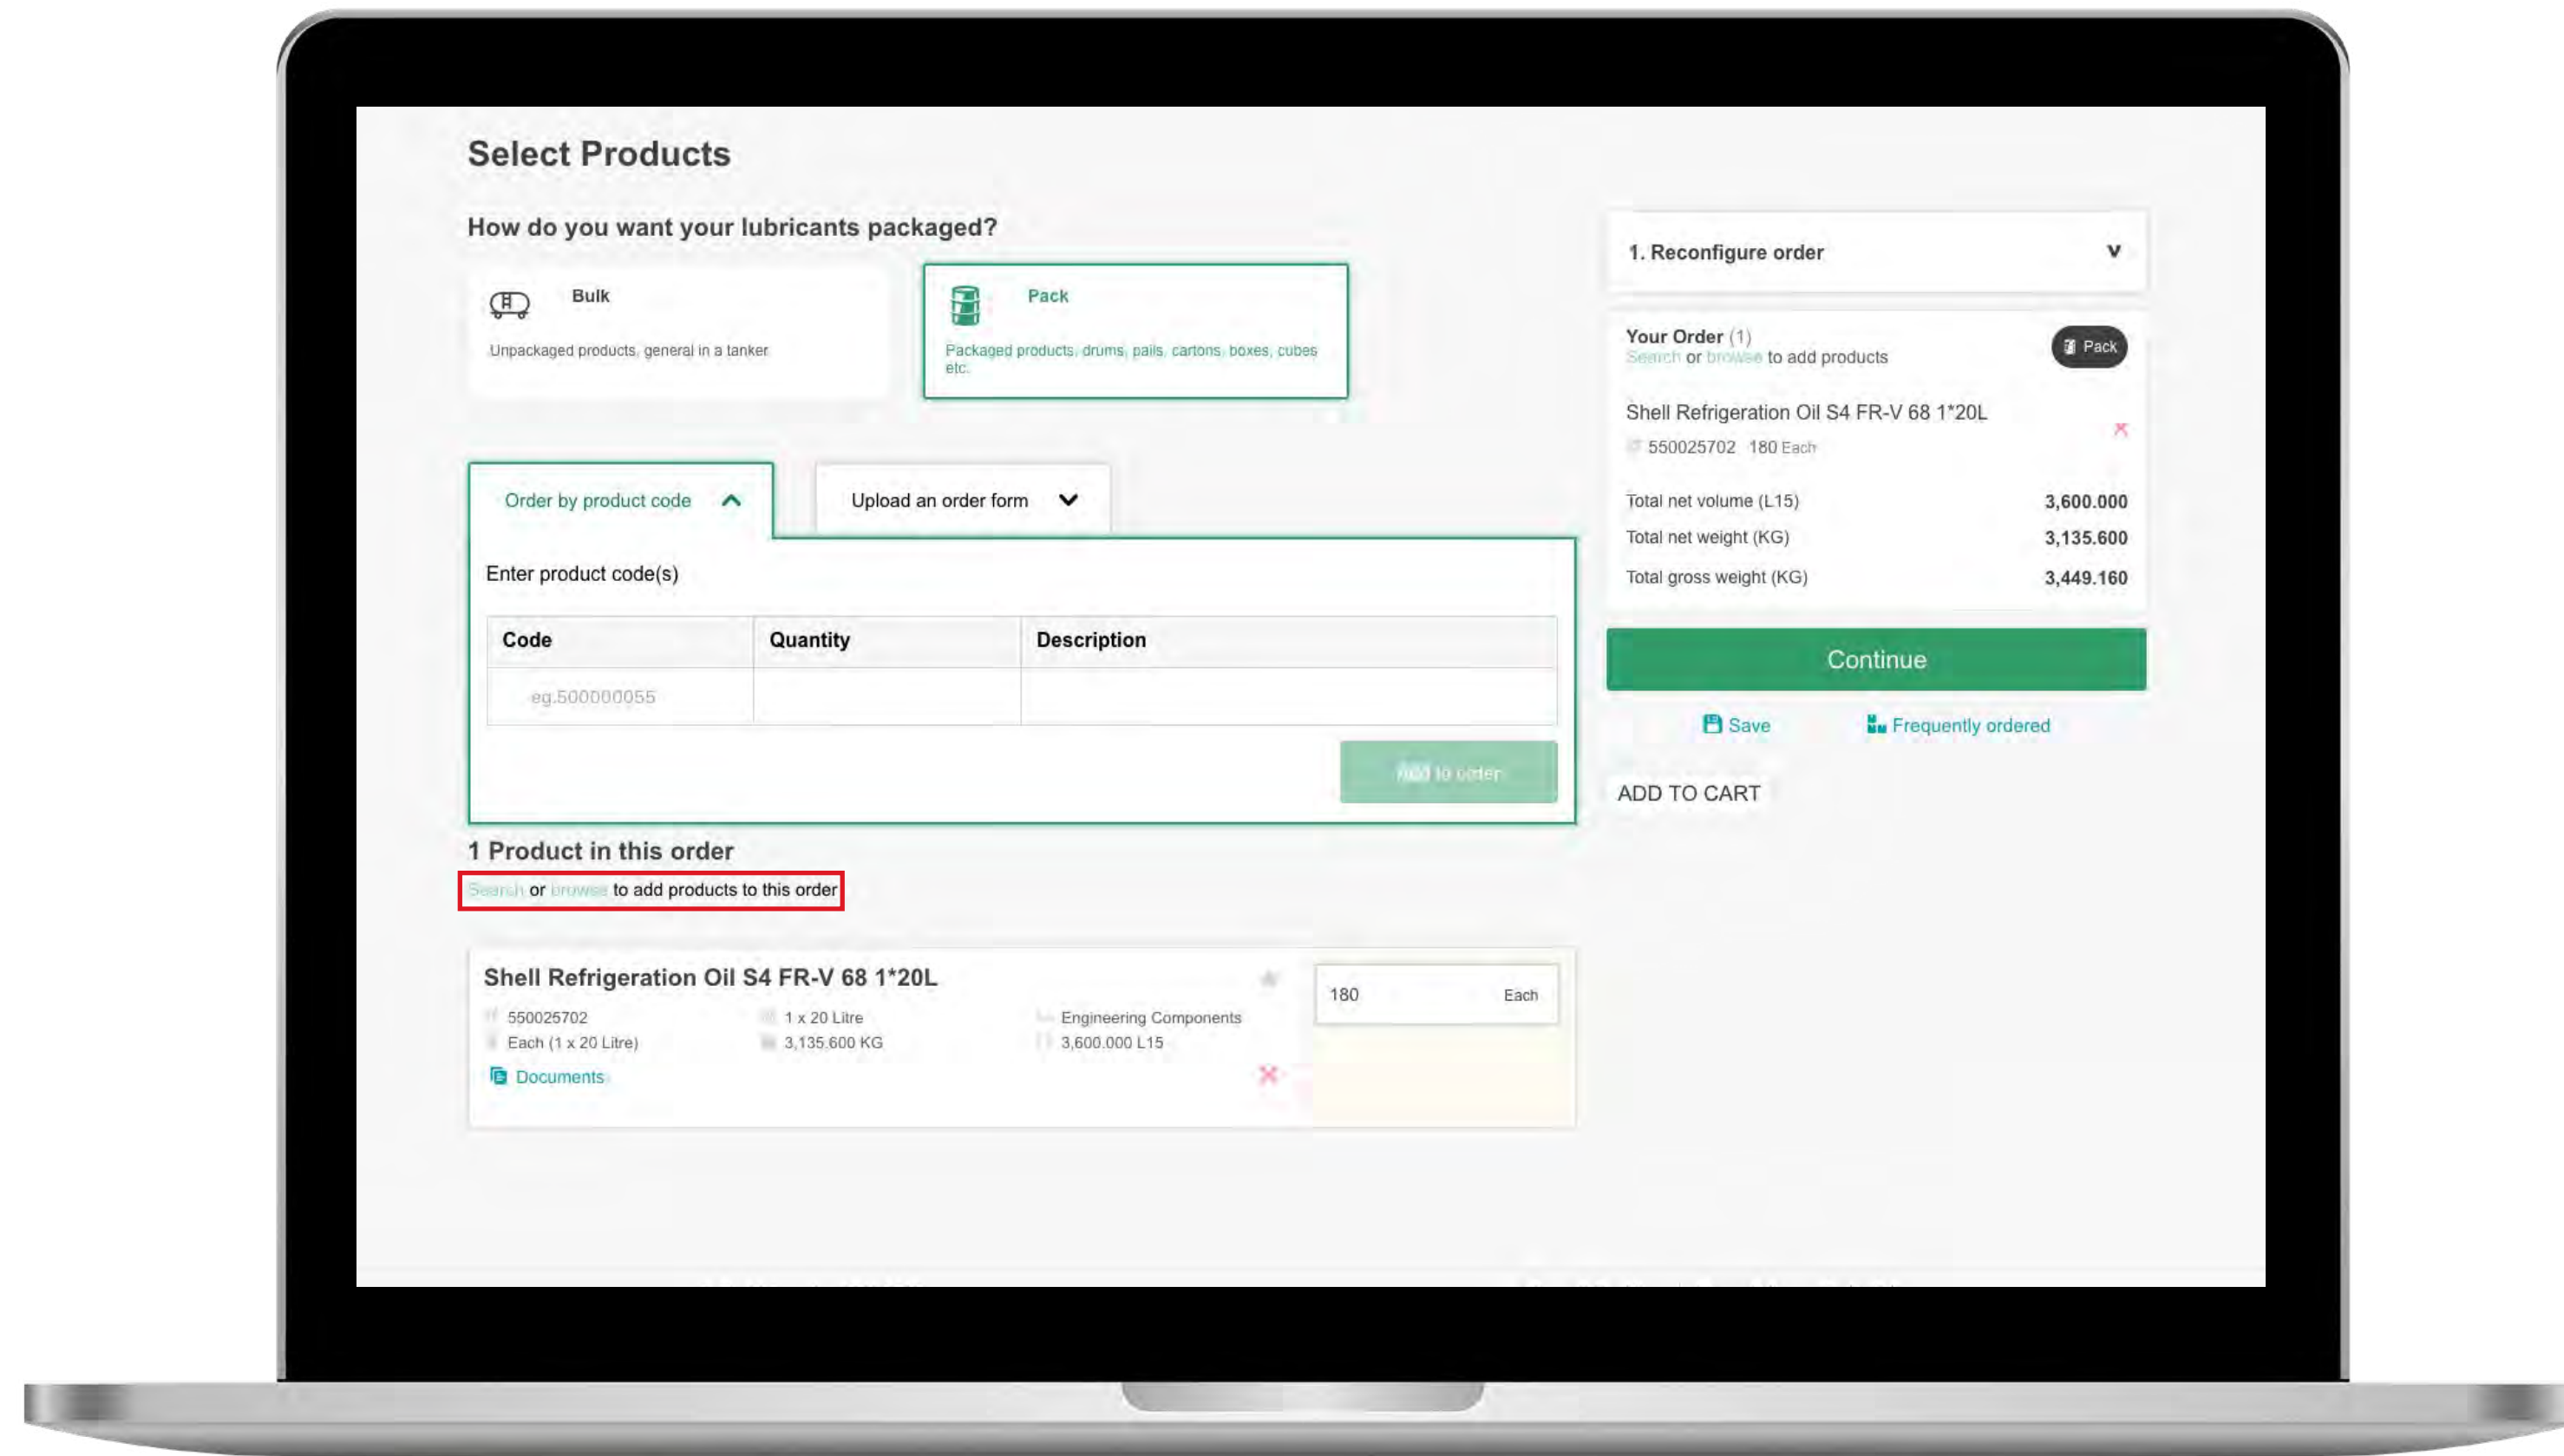 Select Products
How do you want your lubricants packaged?
Bulk
Unpackaged products, general in a tanker
Pack
Packaged products, drums, pails, cartons, boxes, cubes
etc.
Order by product code
Upload an order form
Enter product code(s)
Code Quantity Description
eg.500000055
Add to order
1 Product in this order
Search or browse to add products to this order
Shell Refrigeration Oil S4 FR-V 68 1*20L
550025702 1 x 20 Litre Engineering Components
Each (1 x 20 Litre) 3,135.600 KG 3,600.000 L15
Documents
180 Each
1. Reconfigure order
Your Order (1)
Search or browse to add products
Pack
Shell Refrigeration Oil S4 FR-V 68 1*20L
550025702 180 Each
Total net volume (L15) 3,600.000
Total net weight (KG) 3,135.600
Total gross weight (KG) 3,449.160
Continue
Save Frequently ordered
ADD TO CART